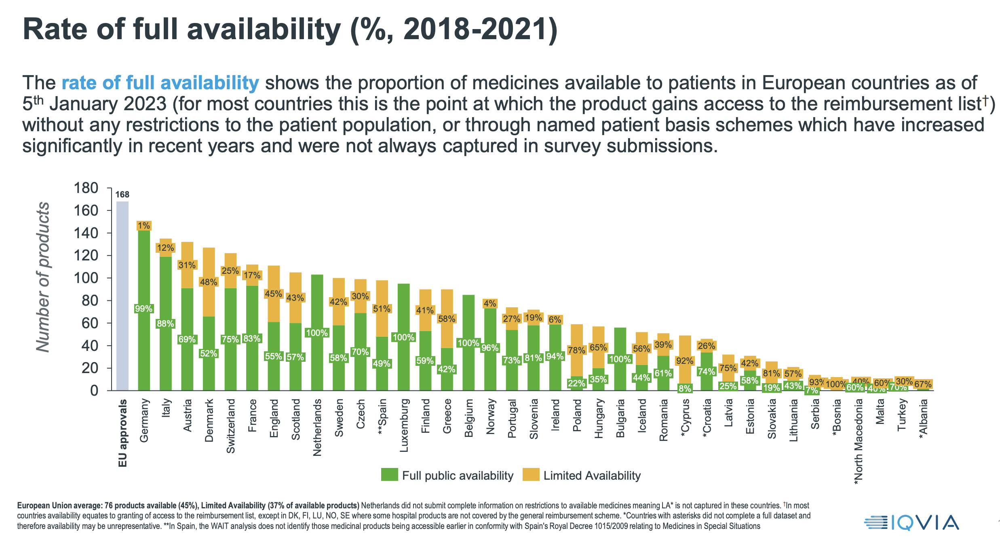 Rate of full availability (%, 2018-2021)
The rate of full availability shows the proportion of medicines available to patients in European countries as of
5th January 2023 (for most countries this is the point at which the product gains access to the reimbursement list†)
without any restrictions to the patient population, or through named patient basis schemes which have increased
significantly in recent years and were not always captured in survey submissions.
Number of products
180
160
140
120
100
80
60
40
20
0
168
1%
99%
12%
88%
31%
69%
48%
52%
25%
75%
17%
83%
45%
55%
43%
57%
100%
42%
58%
30%
70%
51%
49%
100%
41%
59%
58%
42%
100%
4%
96%
27%
73%
19%
81%
6%
94%
78%
22%
65%
35%
100%
56%
44%
39%
61%
92%
8%
26%
74%
75%
25%
42%
58%
81%
19%
57%
43%
93%
7%
100%
40%
60%
60%
40%
30%
70%
67%
EU approvals
Germany
Italy
Austria
Denmark
Switzerland
France
England
Scotland
Netherlands
Sweden
Czech
**Spain
Luxemburg
Finland
Greece
Belgium
Norway
Portugal
Slovenia
Ireland
Poland
Hungary
Bulgaria
Iceland
Romania
*Cyprus
*Croatia
Latvia
Estonia
Slovakia
Lithuania
Serbia
*Bosnia
*North Macedonia
Malta
Turkey
*Albania
Full public availability
Limited Availability
European Union average: 76 products available (45%), Limited Availability (37% of available products) Netherlands did not submit complete information on restrictions to available medicines meaning LA* is not captured in these countries. †In most
countries availability equates to granting of access to the reimbursement list, except in DK, FI, LU, NO, SE where some hospital products are not covered by the general reimbursement scheme. *Countries with asterisks did not complete a full dataset and
therefore availability may be unrepresentative. **In Spain, the WAIT analysis does not identify those medicinal products being accessible earlier in conformity with Spain's Royal Decree 1015/2009 relating to Medicines in Special Situations
IQVIA